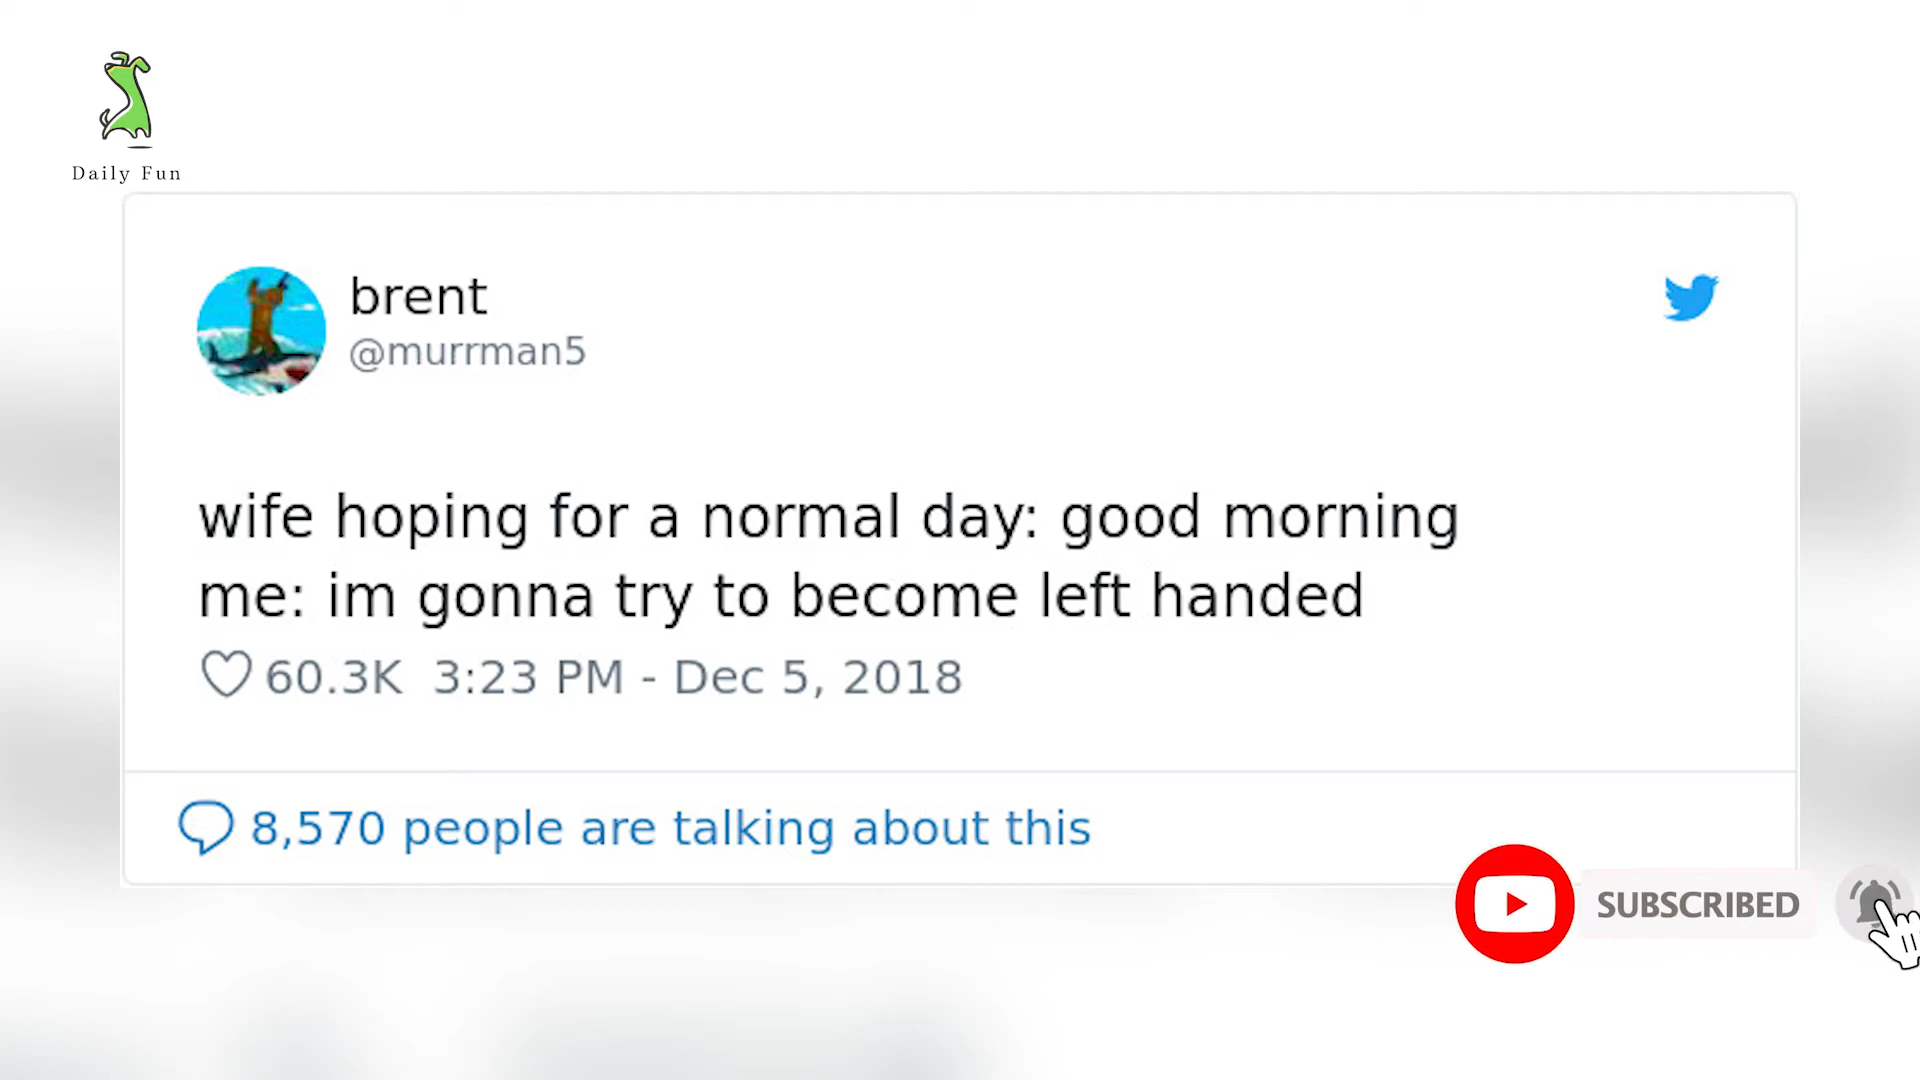 Daily Fun
brent
@murrman5
wife hoping for a normal day: good morning
me: im gonna try to become left handed
60.3K 3:23 PM - Dec 5, 2018
8,570 people are talking about this
SUBSCRIBED